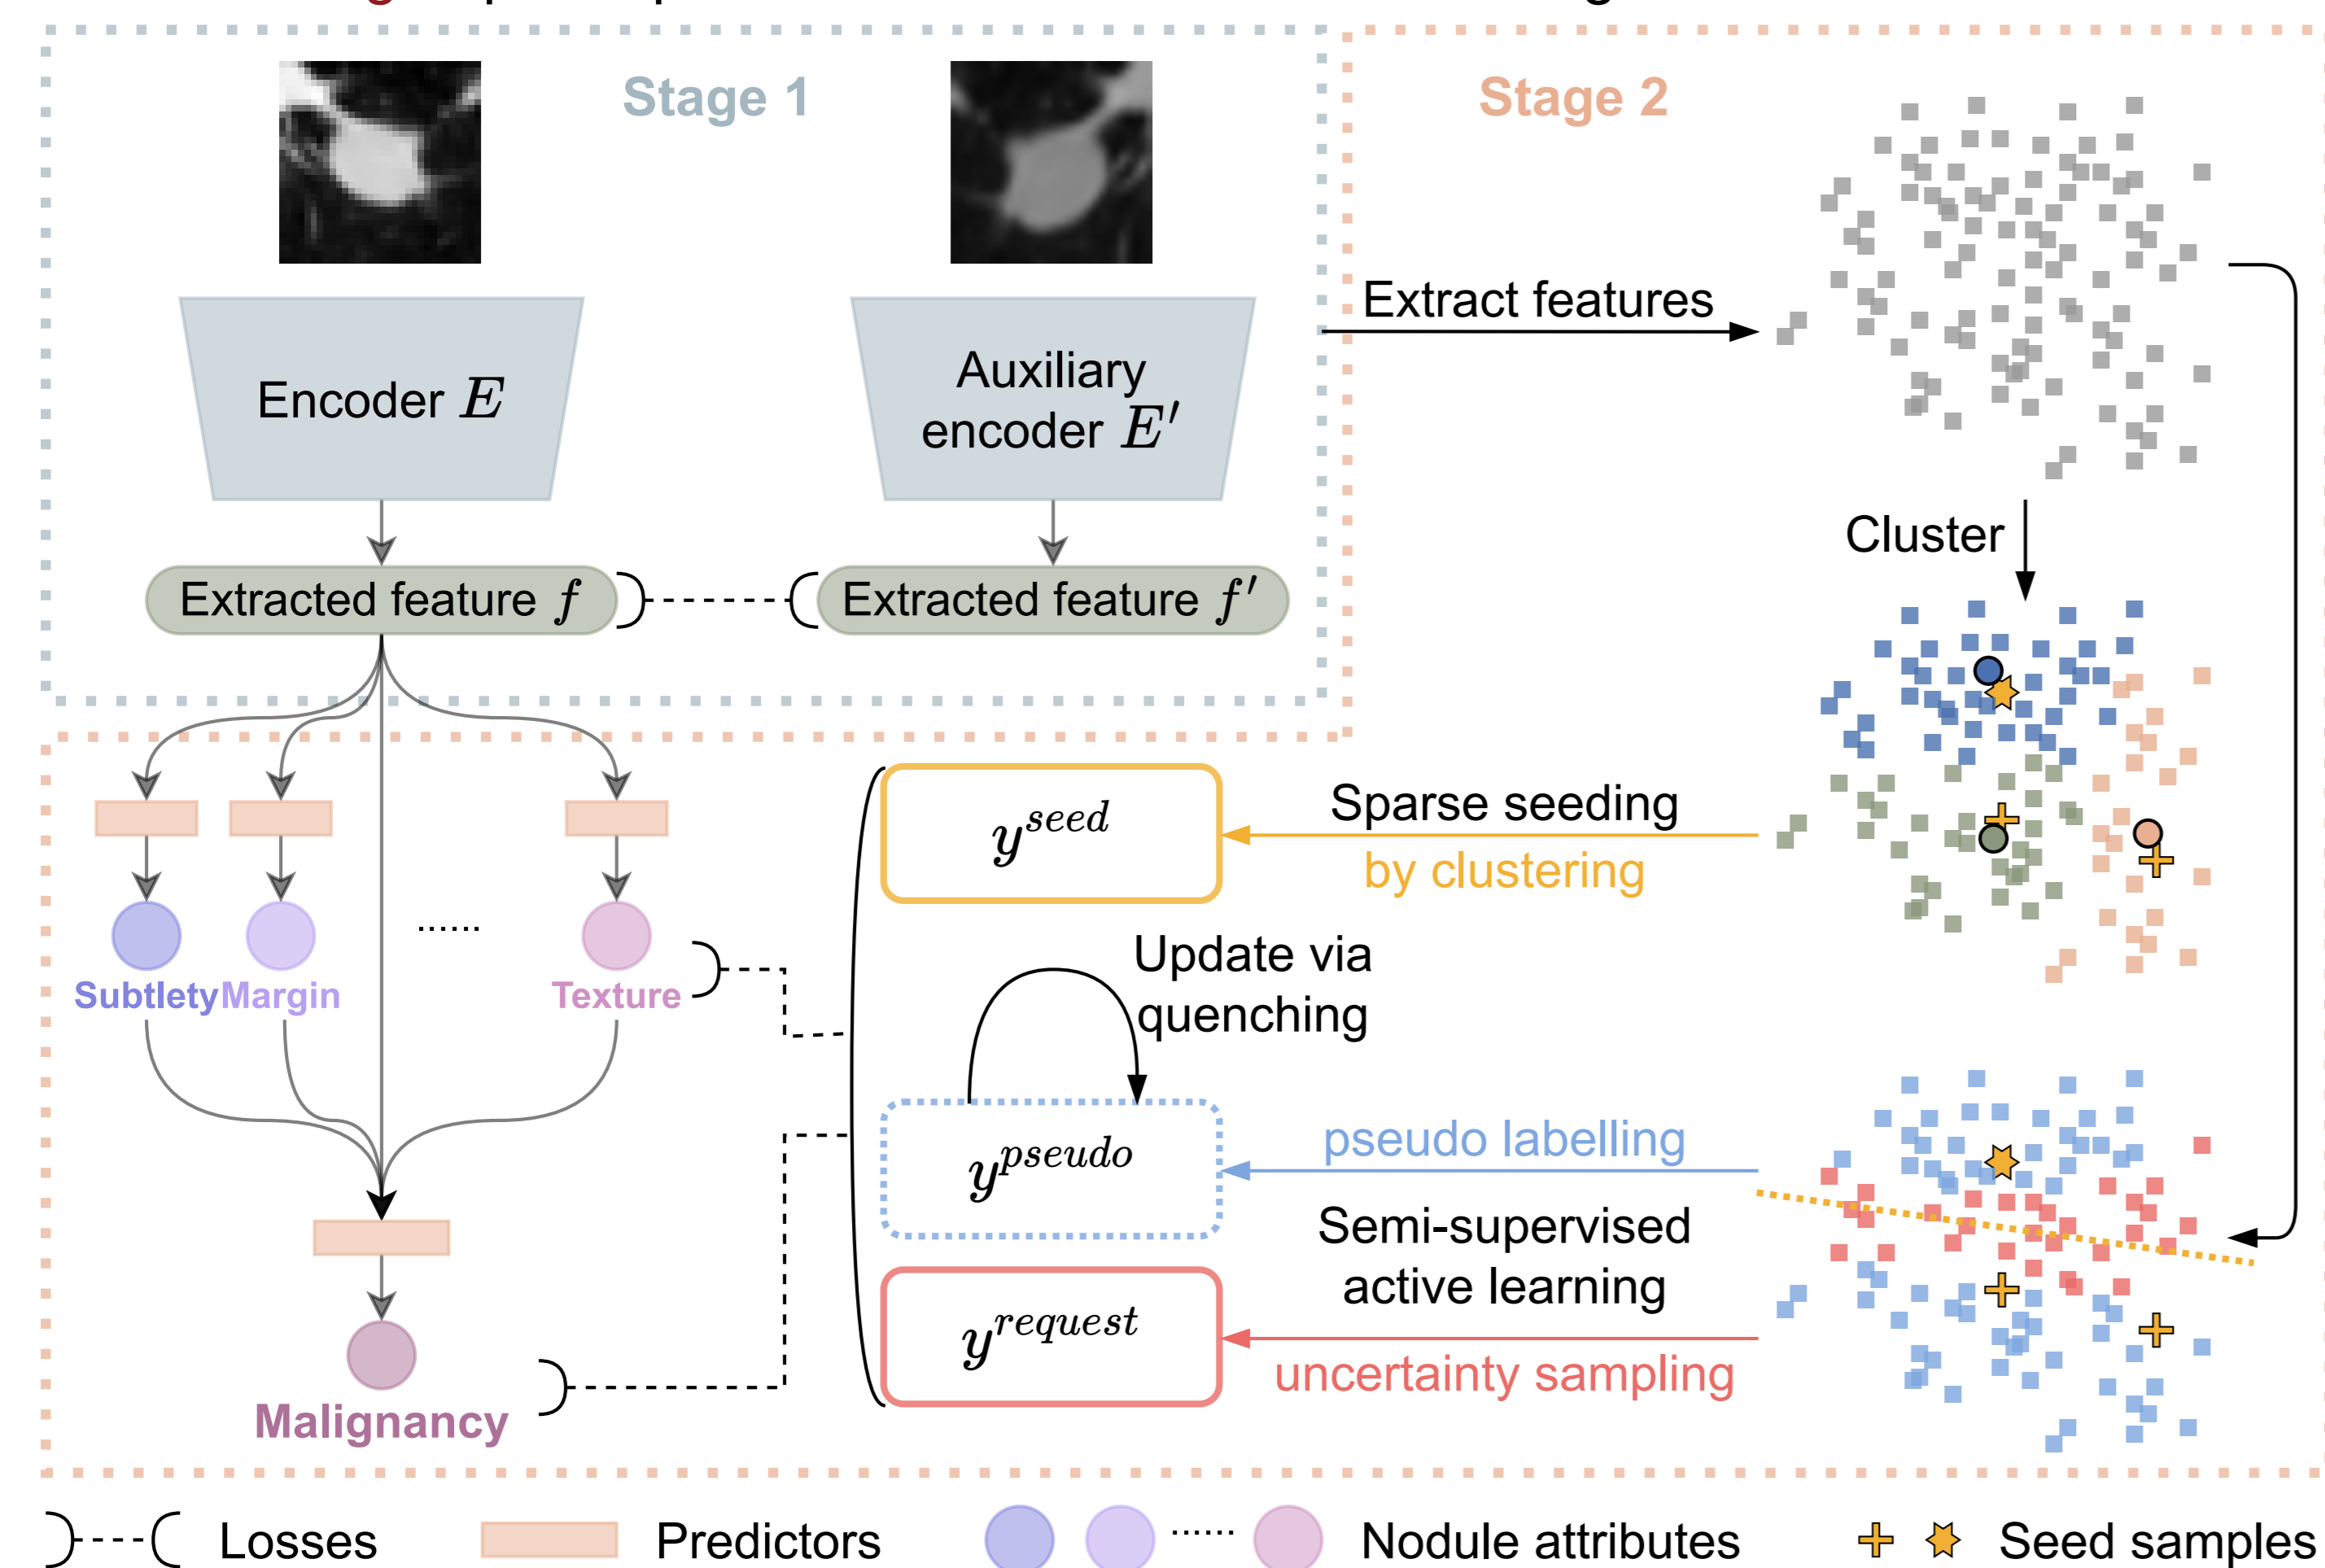 Stage 1
Stage 2
Extract features
Encoder E
Auxiliary
encoder E′
Cluster
Extracted feature f
Extracted feature f′
y^seed
Sparse seeding
by clustering
Update via
quenching
......
Subtlety
Margin
Texture
y^pseudo
pseudo labelling
Semi-supervised
active learning
y^request
uncertainty sampling
Malignancy
Losses
Predictors
......
Nodule attributes
Seed samples